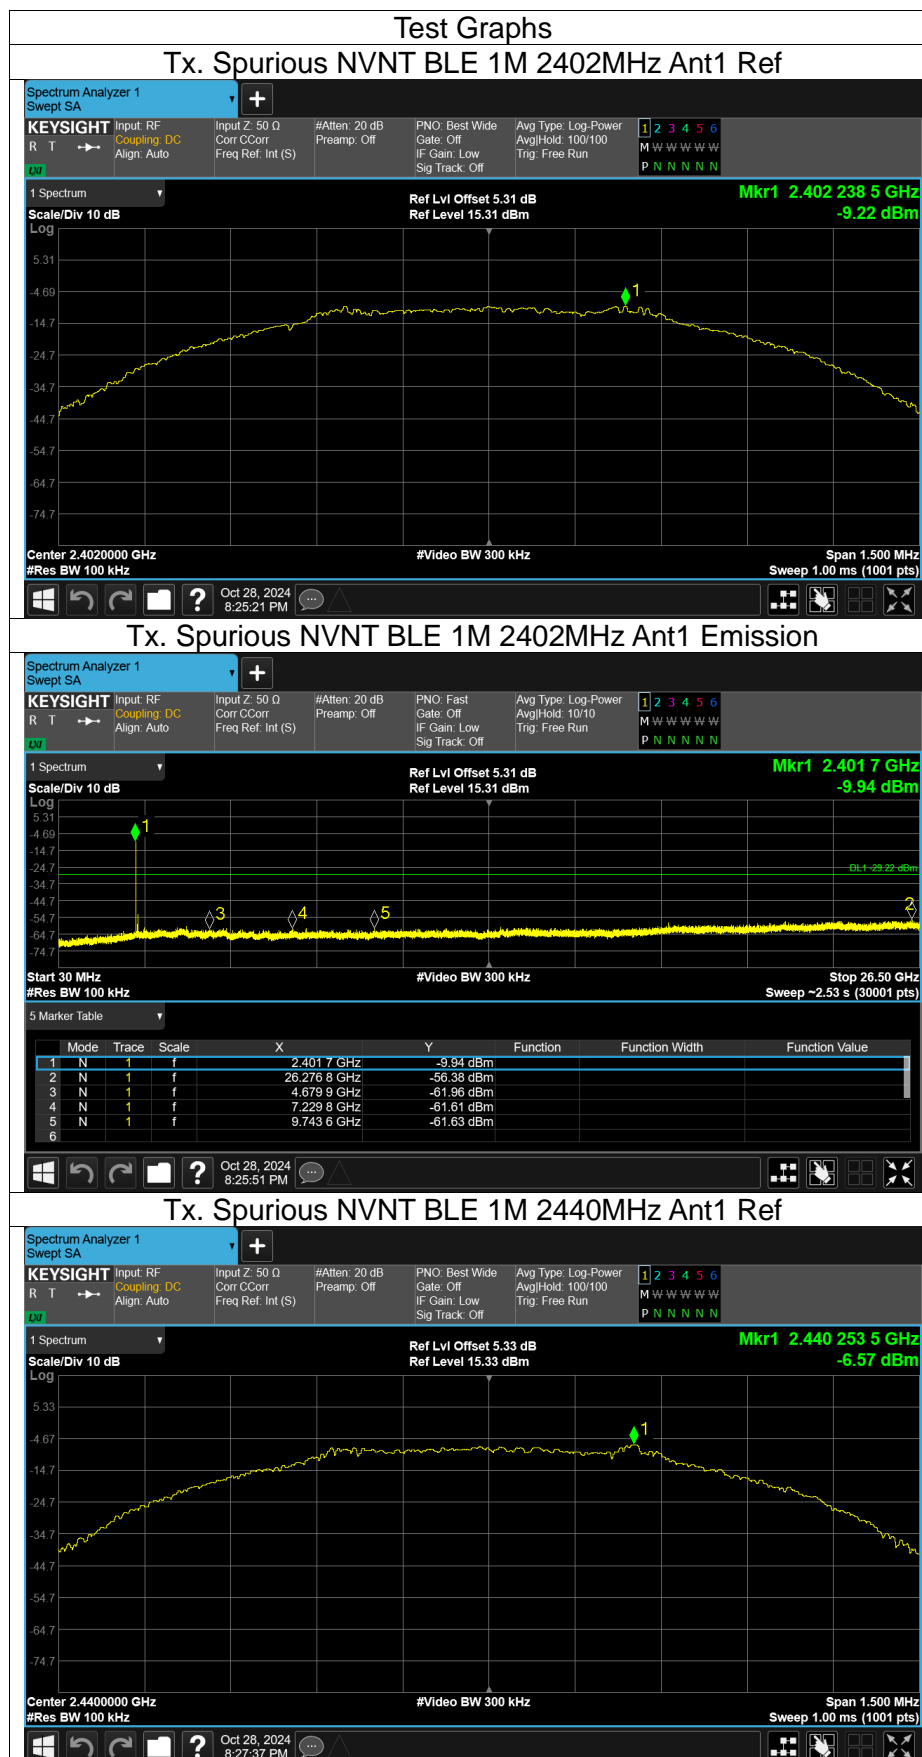 Test Graphs
Tx. Spurious NVNT BLE 1M 2402MHz Ant1 Ref
Spectrum Analyzer 1
Swept SA
+
KEYSIGHT Input: RF Input Z: 50 Ω #Atten: 20 dB PNO: Best Wide Avg Type: Log-Power 1 2 3 4 5 6
R T Coupling: DC Corr CCorr Preamp: Off Gate: Off Avg|Hold: 100/100 M W W W W W
Align: Auto Freq Ref: Int (S) IF Gain: Low Trig: Free Run
LXI Sig Track: Off P N N N N N
1 Spectrum Ref Lvl Offset 5.31 dB Mkr1 2.402 238 5 GHz
Scale/Div 10 dB Ref Level 15.31 dBm -9.22 dBm
Log
5.31
-4.69
1
-14.7
-24.7
-34.7
-44.7
-54.7
-64.7
-74.7
Center 2.4020000 GHz #Video BW 300 kHz Span 1.500 MHz
#Res BW 100 kHz Sweep 1.00 ms (1001 pts)
? Oct 28, 2024
8:25:21 PM
Tx. Spurious NVNT BLE 1M 2402MHz Ant1 Emission
Spectrum Analyzer 1
Swept SA
+
KEYSIGHT Input: RF Input Z: 50 Ω #Atten: 20 dB PNO: Fast Avg Type: Log-Power 1 2 3 4 5 6
R T Coupling: DC Corr CCorr Preamp: Off Gate: Off Avg|Hold: 10/10 M W W W W W
Align: Auto Freq Ref: Int (S) IF Gain: Low Trig: Free Run
LXI Sig Track: Off P N N N N N
1 Spectrum Ref Lvl Offset 5.31 dB Mkr1 2.401 7 GHz
Scale/Div 10 dB Ref Level 15.31 dBm -9.94 dBm
Log
5.31
1
-4.69
-14.7
-24.7 DL1 -29.22 dBm
-34.7
-44.7
2
-54.7 3 4 5
-64.7
-74.7
Start 30 MHz #Video BW 300 kHz Stop 26.50 GHz
#Res BW 100 kHz Sweep ~2.53 s (30001 pts)
5 Marker Table
Mode Trace Scale X Y Function Function Width Function Value
1 N 1 f 2.401 7 GHz -9.94 dBm
2 N 1 f 26.276 8 GHz -56.38 dBm
3 N 1 f 4.679 9 GHz -61.96 dBm
4 N 1 f 7.229 8 GHz -61.61 dBm
5 N 1 f 9.743 6 GHz -61.63 dBm
6
? Oct 28, 2024
8:25:51 PM
Tx. Spurious NVNT BLE 1M 2440MHz Ant1 Ref
Spectrum Analyzer 1
Swept SA
+
KEYSIGHT Input: RF Input Z: 50 Ω #Atten: 20 dB PNO: Best Wide Avg Type: Log-Power 1 2 3 4 5 6
R T Coupling: DC Corr CCorr Preamp: Off Gate: Off Avg|Hold: 100/100 M W W W W W
Align: Auto Freq Ref: Int (S) IF Gain: Low Trig: Free Run
LXI Sig Track: Off P N N N N N
1 Spectrum Ref Lvl Offset 5.33 dB Mkr1 2.440 253 5 GHz
Scale/Div 10 dB Ref Level 15.33 dBm -6.57 dBm
Log
5.33
1
-4.67
-14.7
-24.7
-34.7
-44.7
-54.7
-64.7
-74.7
Center 2.4400000 GHz #Video BW 300 kHz Span 1.500 MHz
#Res BW 100 kHz Sweep 1.00 ms (1001 pts)
? Oct 28, 2024
8:27:37 PM